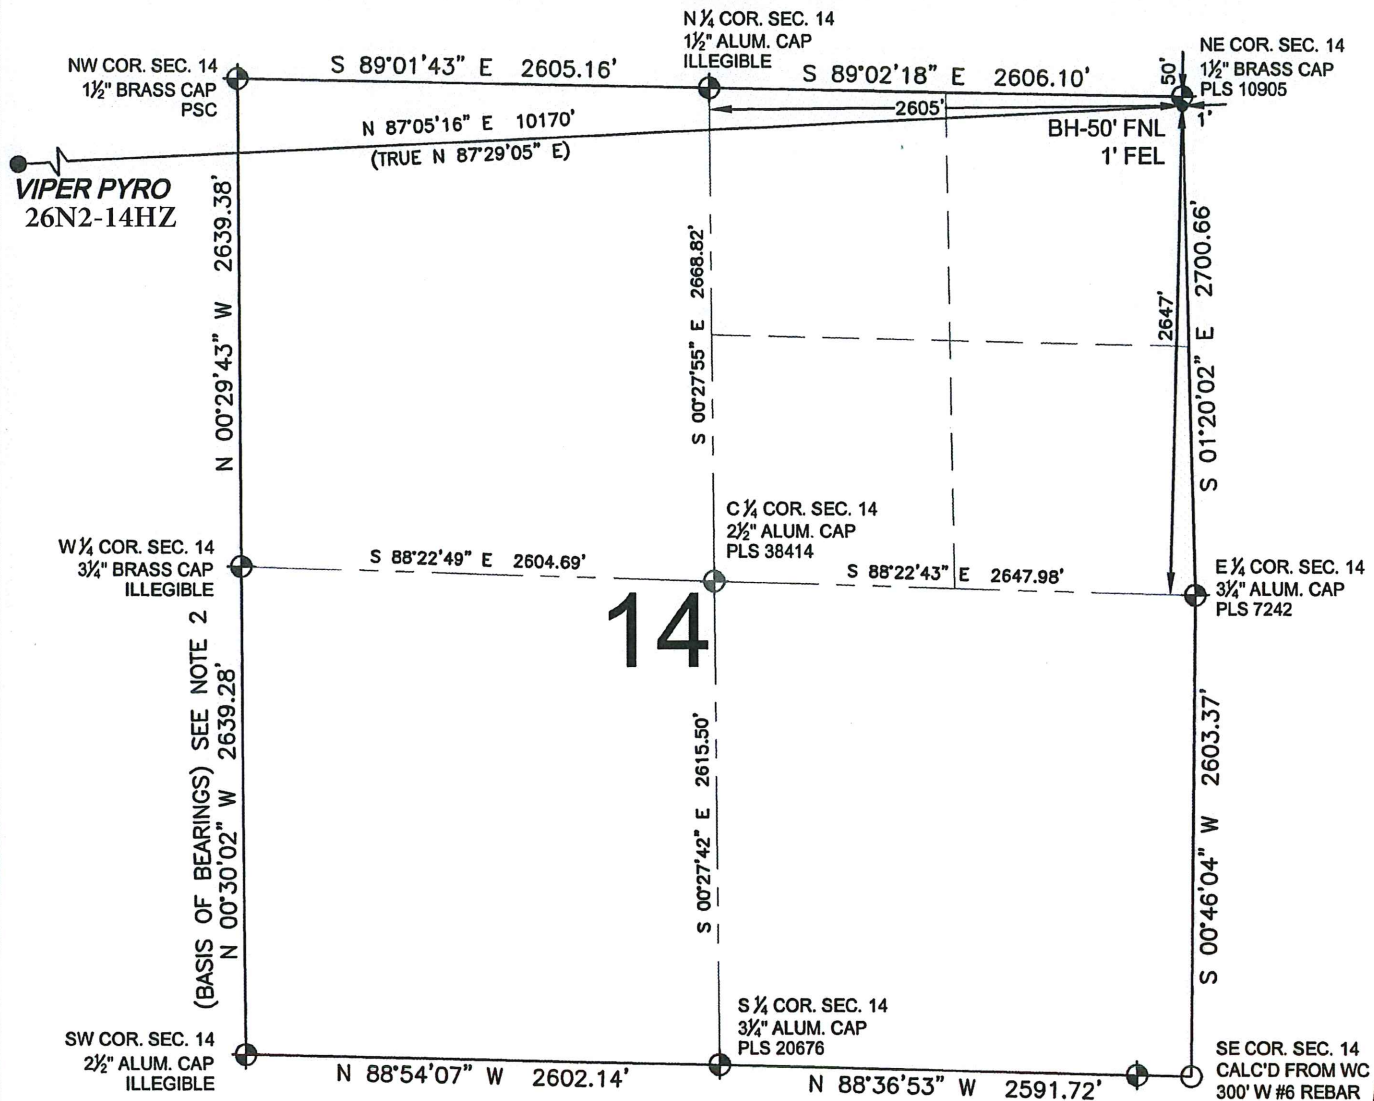 N ¼ COR. SEC. 14
1½" ALUM. CAP
ILLEGIBLE
NW COR. SEC. 14
1½" BRASS CAP
PSC
S 89°01'43" E 2605.16'
S 89°02'18" E 2606.10'
NE COR. SEC. 14
1½" BRASS CAP
PLS 10905
50'
2605'
1'
BH-50' FNL
1' FEL
N 87°05'16" E 10170'
(TRUE N 87°29'05" E)
VIPER PYRO
26N2-14HZ
N 00°29'43" W 2639.38'
S 00°27'55" E 2668.82'
2647'
S 01°20'02" E 2700.66'
C ¼ COR. SEC. 14
2½" ALUM. CAP
PLS 38414
W ¼ COR. SEC. 14
3¼" BRASS CAP
ILLEGIBLE
S 88°22'49" E 2604.69'
S 88°22'43" E 2647.98'
E ¼ COR. SEC. 14
3¼" ALUM. CAP
PLS 7242
14
(BASIS OF BEARINGS) SEE NOTE 2
N 00°30'02" W 2639.28'
S 00°27'42" E 2615.50'
S 00°46'04" W 2603.37'
S ¼ COR. SEC. 14
3¼" ALUM. CAP
PLS 20676
SW COR. SEC. 14
2½" ALUM. CAP
ILLEGIBLE
N 88°54'07" W 2602.14'
N 88°36'53" W 2591.72'
SE COR. SEC. 14
CALC'D FROM WC
300' W #6 REBAR